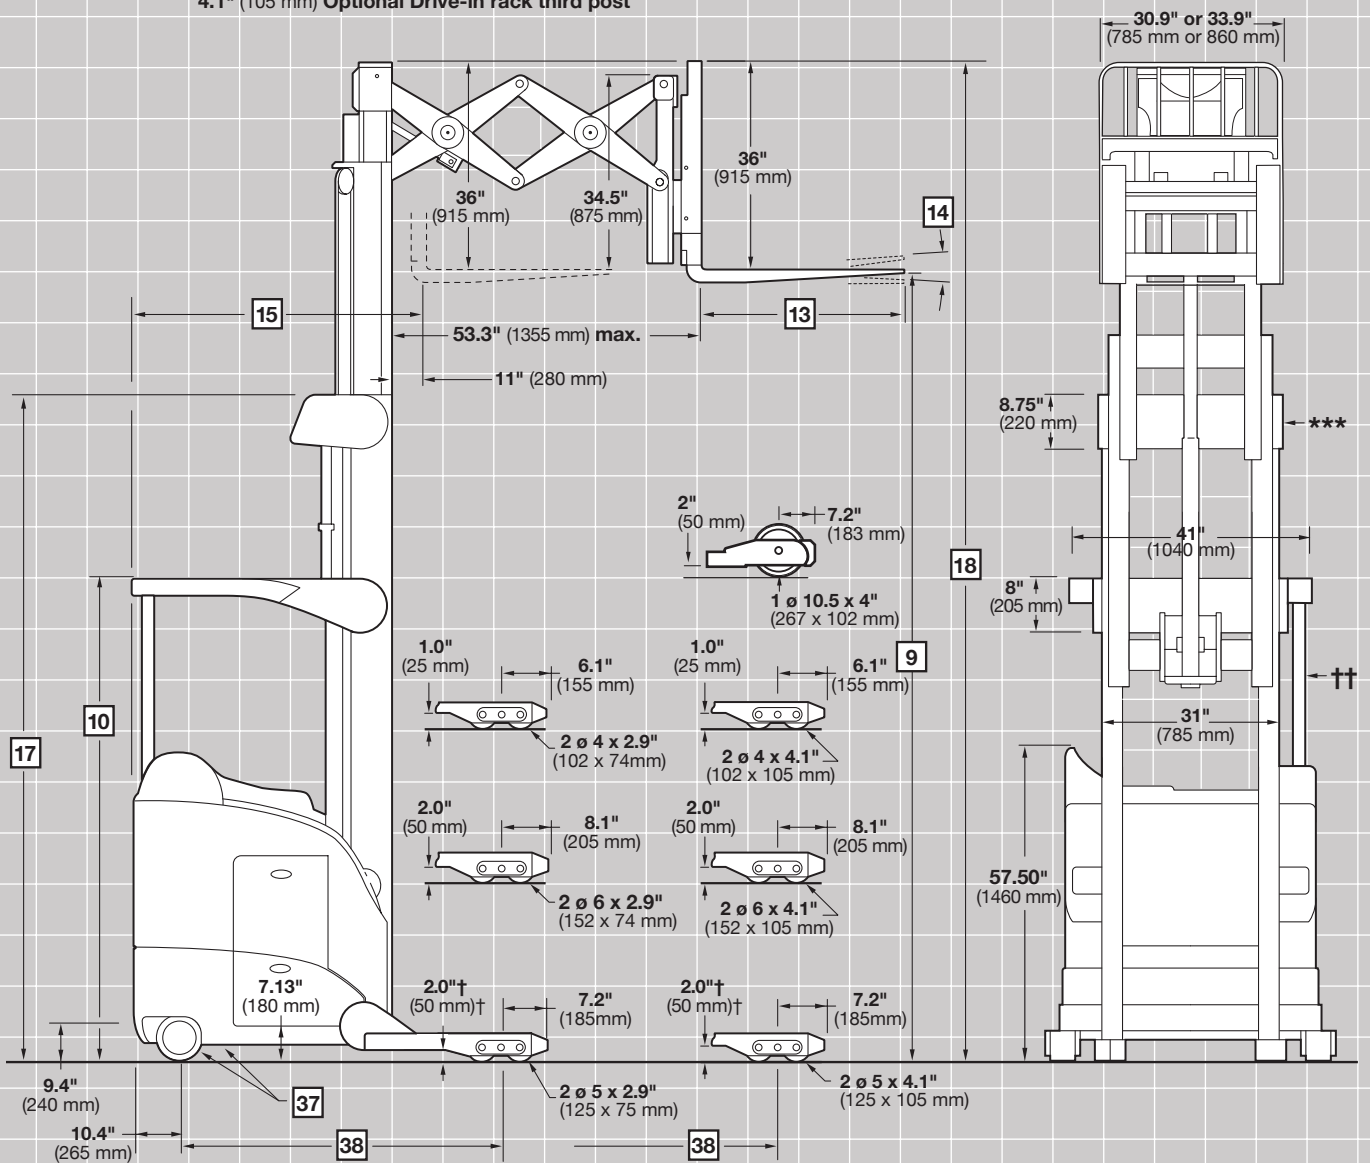 4.1" (105 mm) Optional Drive-in rack third post
30.9" or 33.9"
(785 mm or 860 mm)
36"
(915 mm)
34.5"
(875 mm)
36"
(915 mm)
14
15
53.3" (1355 mm) max.
13
11" (280 mm)
8.75"
(220 mm)
***
2"
(50 mm)
7.2"
(183 mm)
1 ø 10.5 x 4"
(267 x 102 mm)
18
41"
(1040 mm)
8"
(205 mm)
9
††
1.0"
(25 mm)
6.1"
(155 mm)
2 ø 4 x 2.9"
(102 x 74mm)
1.0"
(25 mm)
6.1"
(155 mm)
2 ø 4 x 4.1"
(102 x 105 mm)
10
17
31"
(785 mm)
2.0"
(50 mm)
8.1"
(205 mm)
2 ø 6 x 2.9"
(152 x 74 mm)
2.0"
(50 mm)
8.1"
(205 mm)
2 ø 6 x 4.1"
(152 x 105 mm)
57.50"
(1460 mm)
7.13"
(180 mm)
2.0"†
(50 mm)†
7.2"
(185mm)
2 ø 5 x 2.9"
(125 x 75 mm)
2.0"†
(50 mm)†
7.2"
(185mm)
2 ø 5 x 4.1"
(125 x 105 mm)
9.4"
(240 mm)
37
10.4"
(265 mm)
38
38